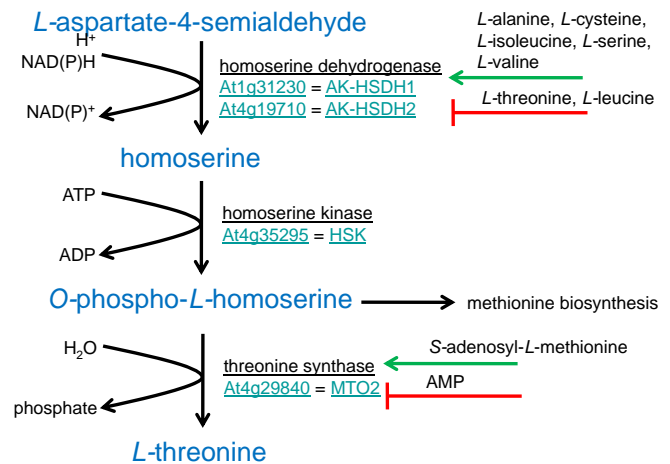 L-aspartate-4-semialdehyde
H+
NAD(P)H
NAD(P)+
homoserine dehydrogenase
At1g31230 = AK-HSDH1
At4g19710 = AK-HSDH2
L-alanine, L-cysteine,
L-isoleucine, L-serine,
L-valine
L-threonine, L-leucine
homoserine
ATP
ADP
homoserine kinase
At4g35295 = HSK
O-phospho-L-homoserine
methionine biosynthesis
H₂O
phosphate
threonine synthase
At4g29840 = MTO2
S-adenosyl-L-methionine
AMP
L-threonine